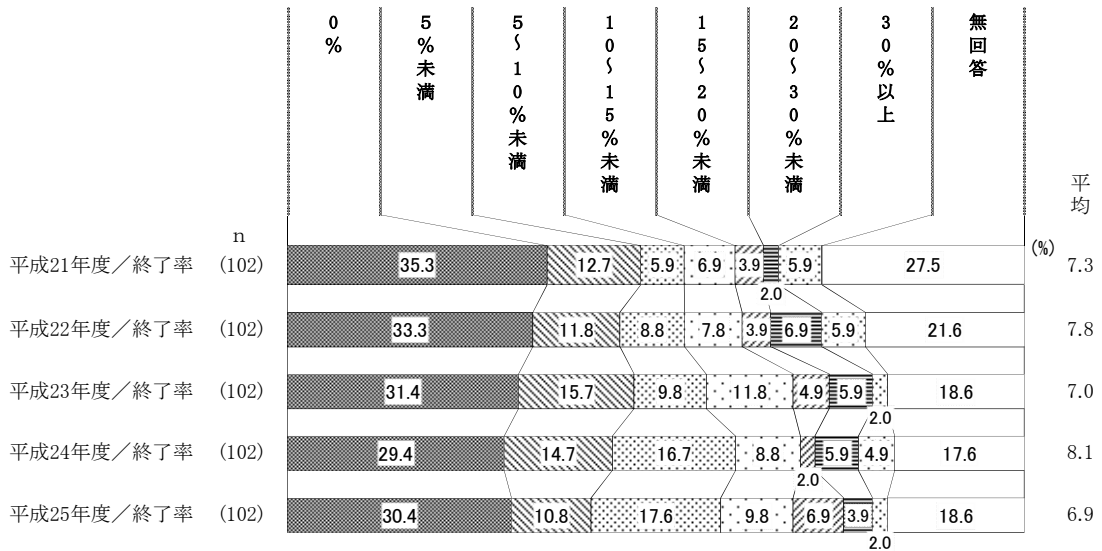 0%
5%未満
5~10%未満
10~15%未満
15~20%未満
20~30%未満
30%以上
無回答
平均
n
(%)
平成21年度/終了率 (102) 35.3 12.7 5.9 6.9 3.9 5.9 27.5 7.3
2.0
平成22年度/終了率 (102) 33.3 11.8 8.8 7.8 3.9 6.9 5.9 21.6 7.8
平成23年度/終了率 (102) 31.4 15.7 9.8 11.8 4.9 5.9 18.6 7.0
2.0
平成24年度/終了率 (102) 29.4 14.7 16.7 8.8 5.9 4.9 17.6 8.1
2.0
平成25年度/終了率 (102) 30.4 10.8 17.6 9.8 6.9 3.9 18.6 6.9
2.0